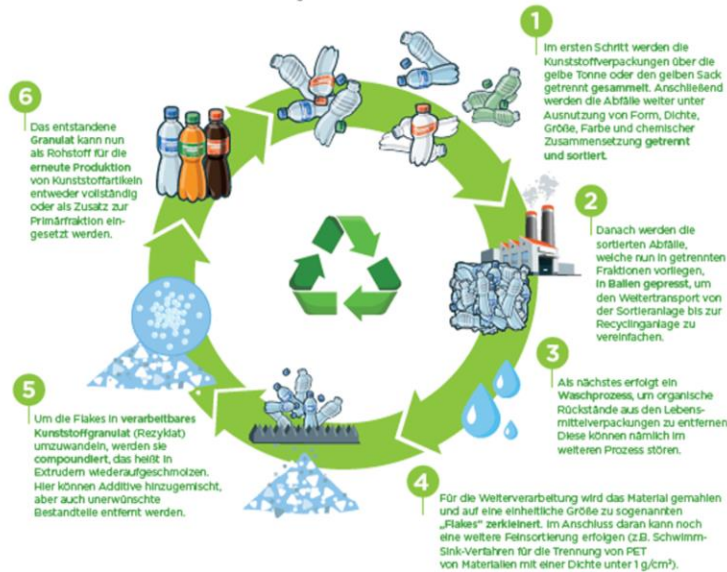 1
Im ersten Schritt werden die
Kunststoffverpackungen über die
gelbe Tonne oder den gelben Sack
getrennt gesammelt. Anschließend
werden die Abfälle weiter unter
Ausnutzung von Form, Dichte,
Größe, Farbe und chemischer
Zusammensetzung getrennt
und sortiert.
2
Danach werden die
sortierten Abfälle,
welche nun in getrennten
Fraktionen vorliegen,
in Ballen gepresst, um
den Weitertransport von
der Sortieranlage bis zur
Recyclinganlage zu
vereinfachen.
3
Als nächstes erfolgt ein
Waschprozess, um organische
Rückstände aus den Lebens-
mittelverpackungen zu entfernen
Diese können nämlich im
weiteren Prozess stören.
4
Für die Weiterverarbeitung wird das Material gemahlen
und auf eine einheitliche Größe zu sogenannten
„Flakes" zerkleinert. Im Anschluss daran kann noch
eine weitere Feinsortierung erfolgen (z.B. Schwimm-
Sink-Verfahren für die Trennung von PET
von Materialien mit einer Dichte unter 1 g/cm³).
5
Um die Flakes in verarbeitbares
Kunststoffgranulat (Rezyklat)
umzuwandeln, werden sie
compoundiert, das heißt in
Extrudern wiederaufgeschmolzen.
Hier können Additive hinzugemischt,
aber auch unerwünschte
Bestandteile entfernt werden.
6
Das entstandene
Granulat kann nun
als Rohstoff für die
erneute Produktion
von Kunststoffartikeln
entweder vollständig
oder als Zusatz zur
Primärfraktion ein-
gesetzt werden.